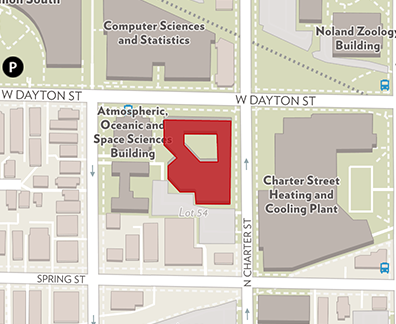 South
Computer Sciences
and Statistics
Noland Zoology
Building
P
W DAYTON ST
W DAYTON ST
Atmospheric,
Oceanic and
Space Sciences
Building
Charter Street
Heating and
Cooling Plant
Lot 54
N CHARTER ST
SPRING ST